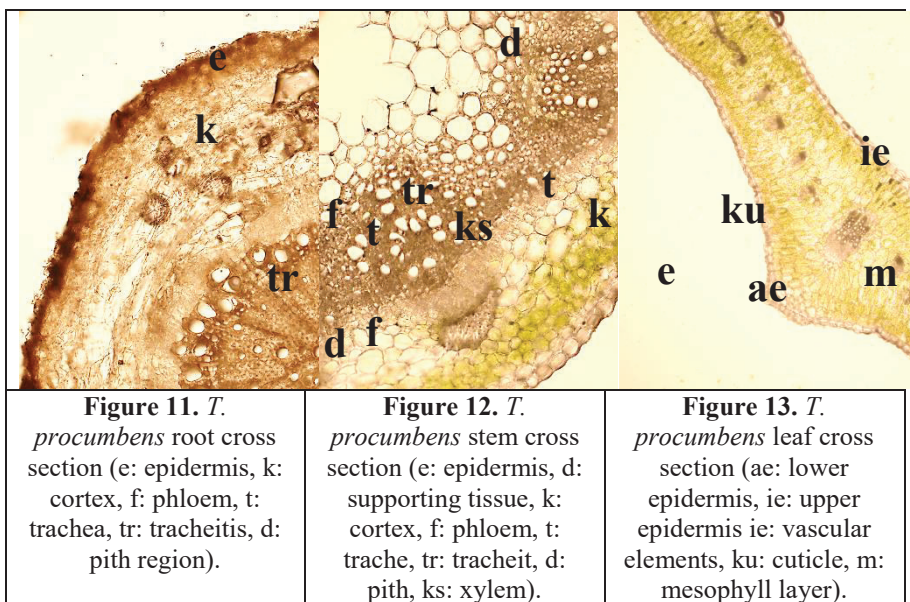 e
k
tr
d
tr
t
f
t
ks
k
d
f
ie
ku
e
ae
m
Figure 11. T.
procumbens root cross
section (e: epidermis, k:
cortex, f: phloem, t:
trachea, tr: tracheitis, d:
pith region).
Figure 12. T.
procumbens stem cross
section (e: epidermis, d:
supporting tissue, k:
cortex, f: phloem, t:
trache, tr: tracheit, d:
pith, ks: xylem).
Figure 13. T.
procumbens leaf cross
section (ae: lower
epidermis, ie: upper
epidermis ie: vascular
elements, ku: cuticle, m:
mesophyll layer).